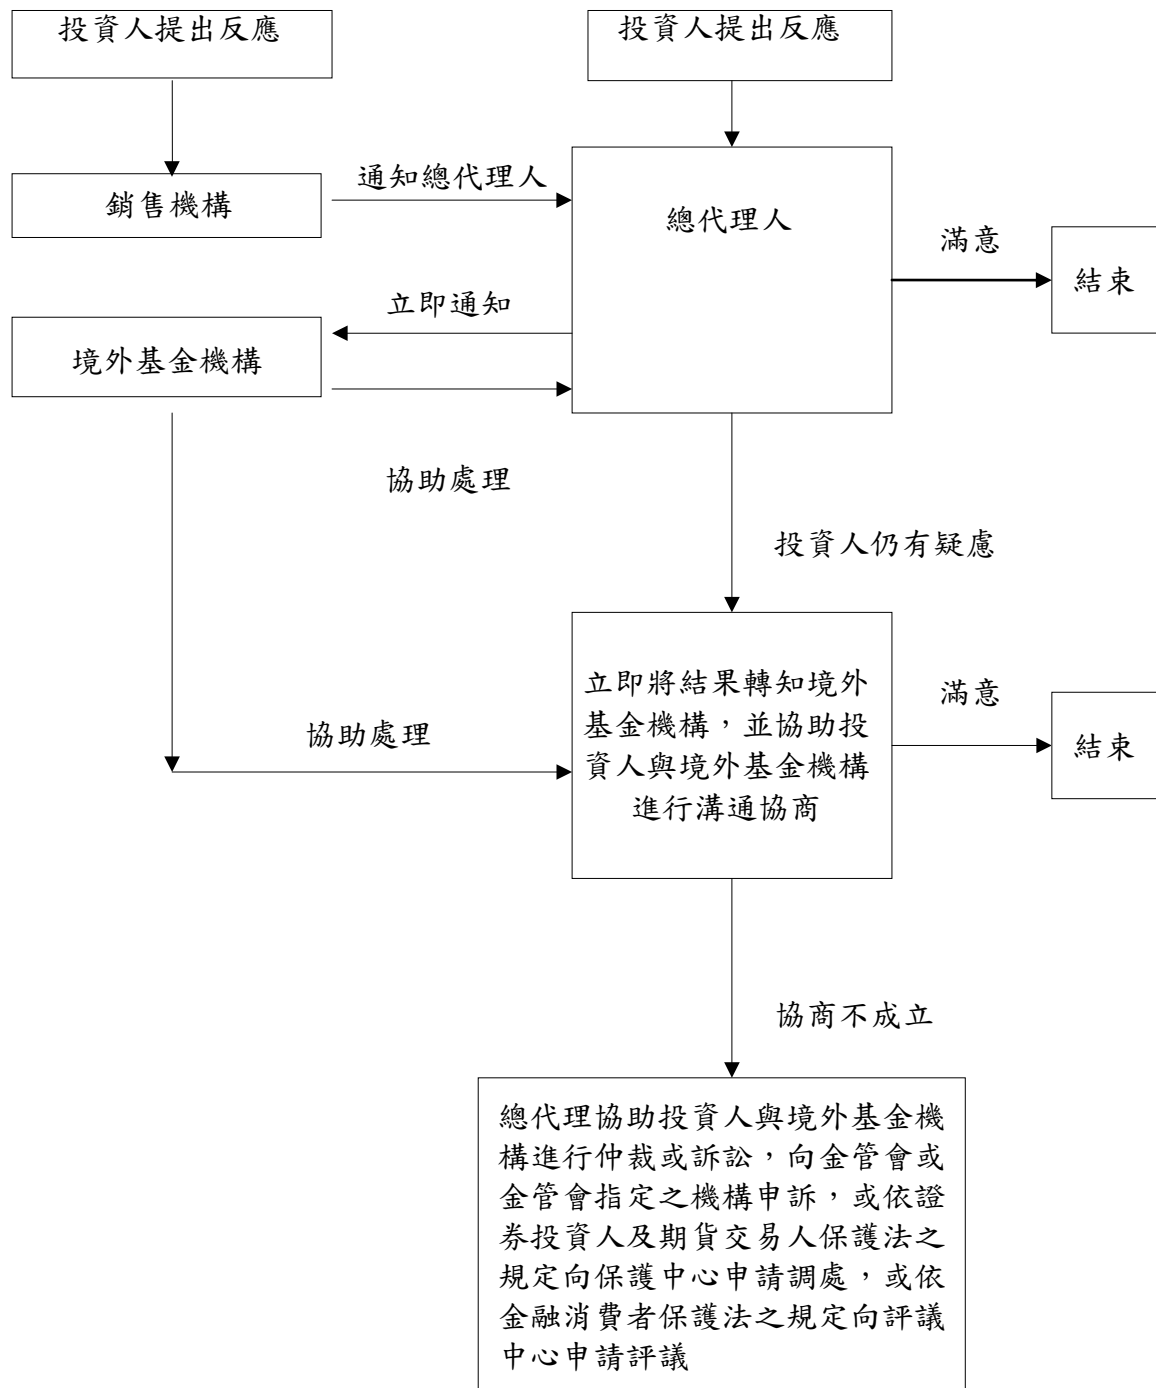 投資人提出反應
投資人提出反應
通知總代理人
銷售機構
總代理人
滿意
結束
立即通知
境外基金機構
協助處理
投資人仍有疑慮
立即將結果轉知境外
基金機構，並協助投
資人與境外基金機構
進行溝通協商
滿意
結束
協助處理
協商不成立
總代理協助投資人與境外基金機
構進行仲裁或訴訟，向金管會或
金管會指定之機構申訴，或依證
券投資人及期貨交易人保護法之
規定向保護中心申請調處，或依
金融消費者保護法之規定向評議
中心申請評議